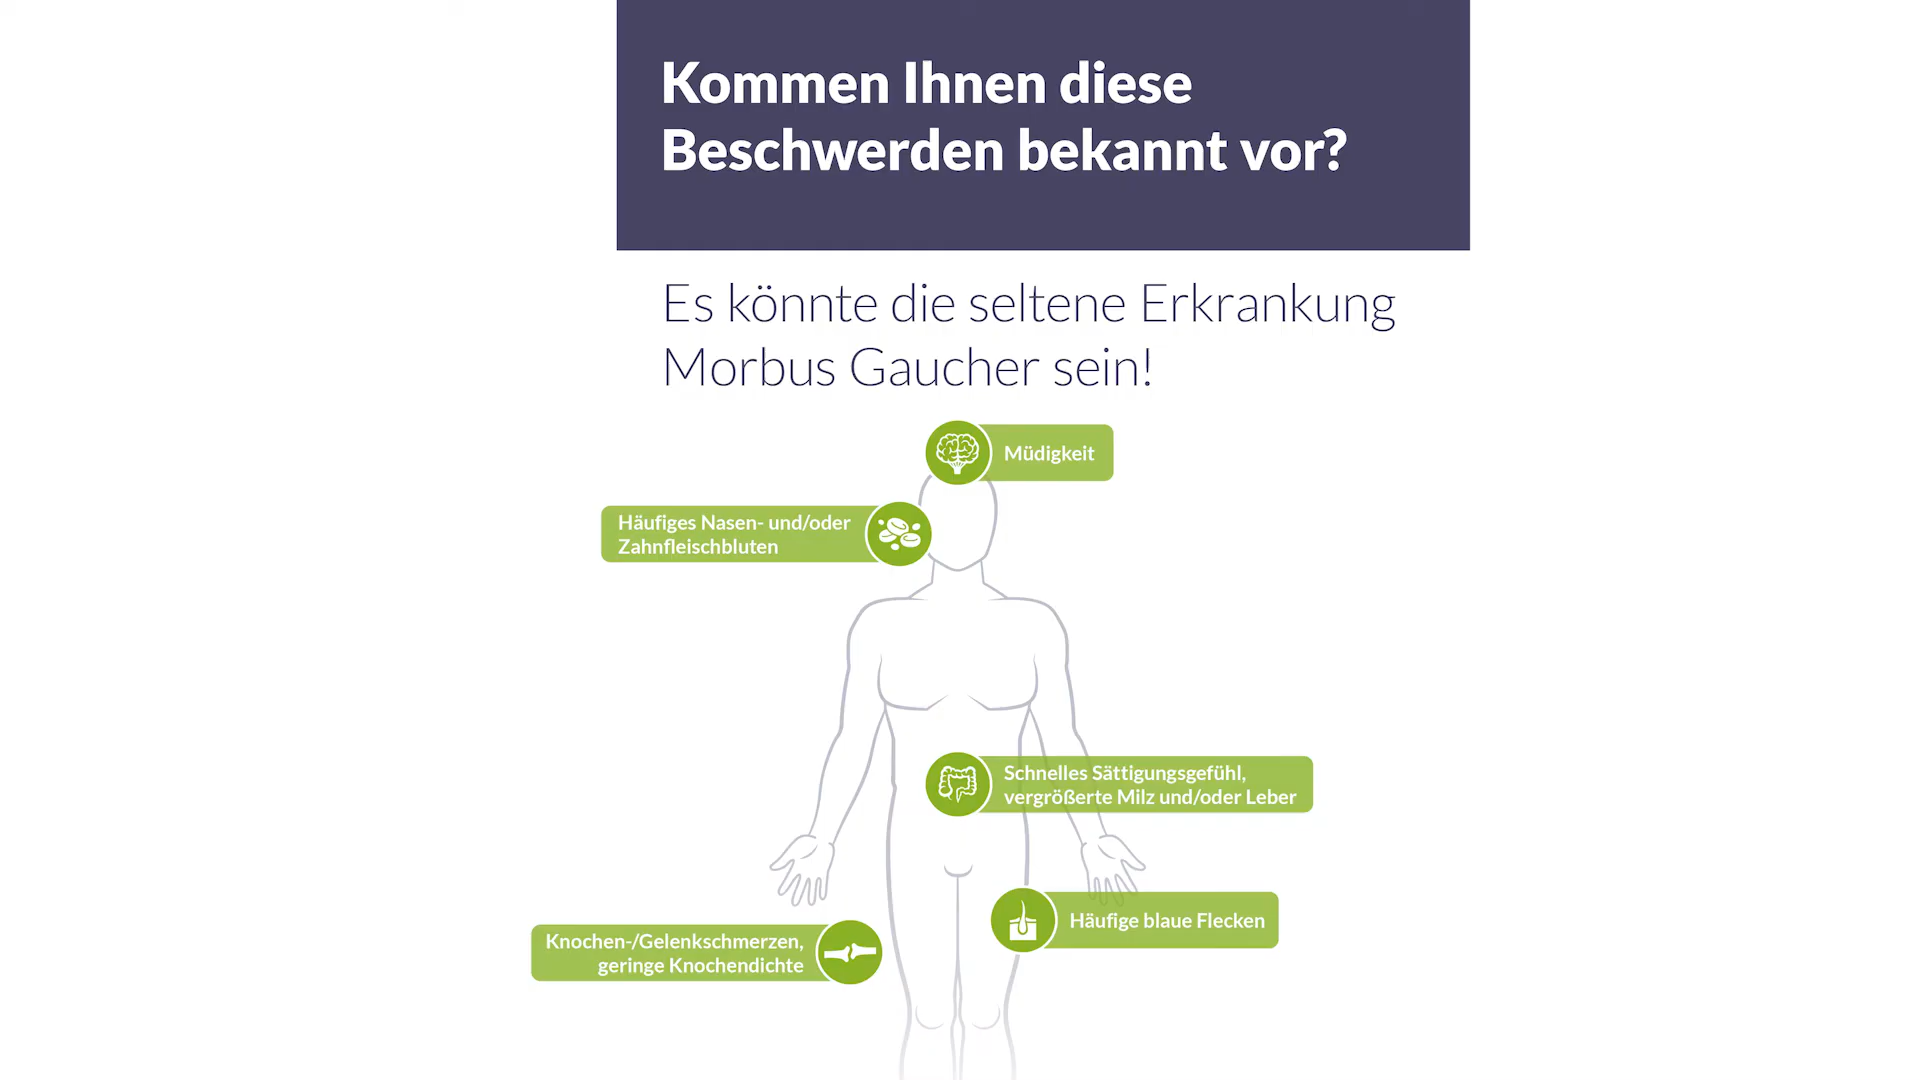 Kommen Ihnen diese
Beschwerden bekannt vor?
Es könnte die seltene Erkrankung
Morbus Gaucher sein!
Müdigkeit
Häufiges Nasen- und/oder
Zahnfleischbluten
Schnelles Sättigungsgefühl,
vergrößerte Milz und/oder Leber
Häufige blaue Flecken
Knochen-/Gelenkschmerzen,
geringe Knochendichte